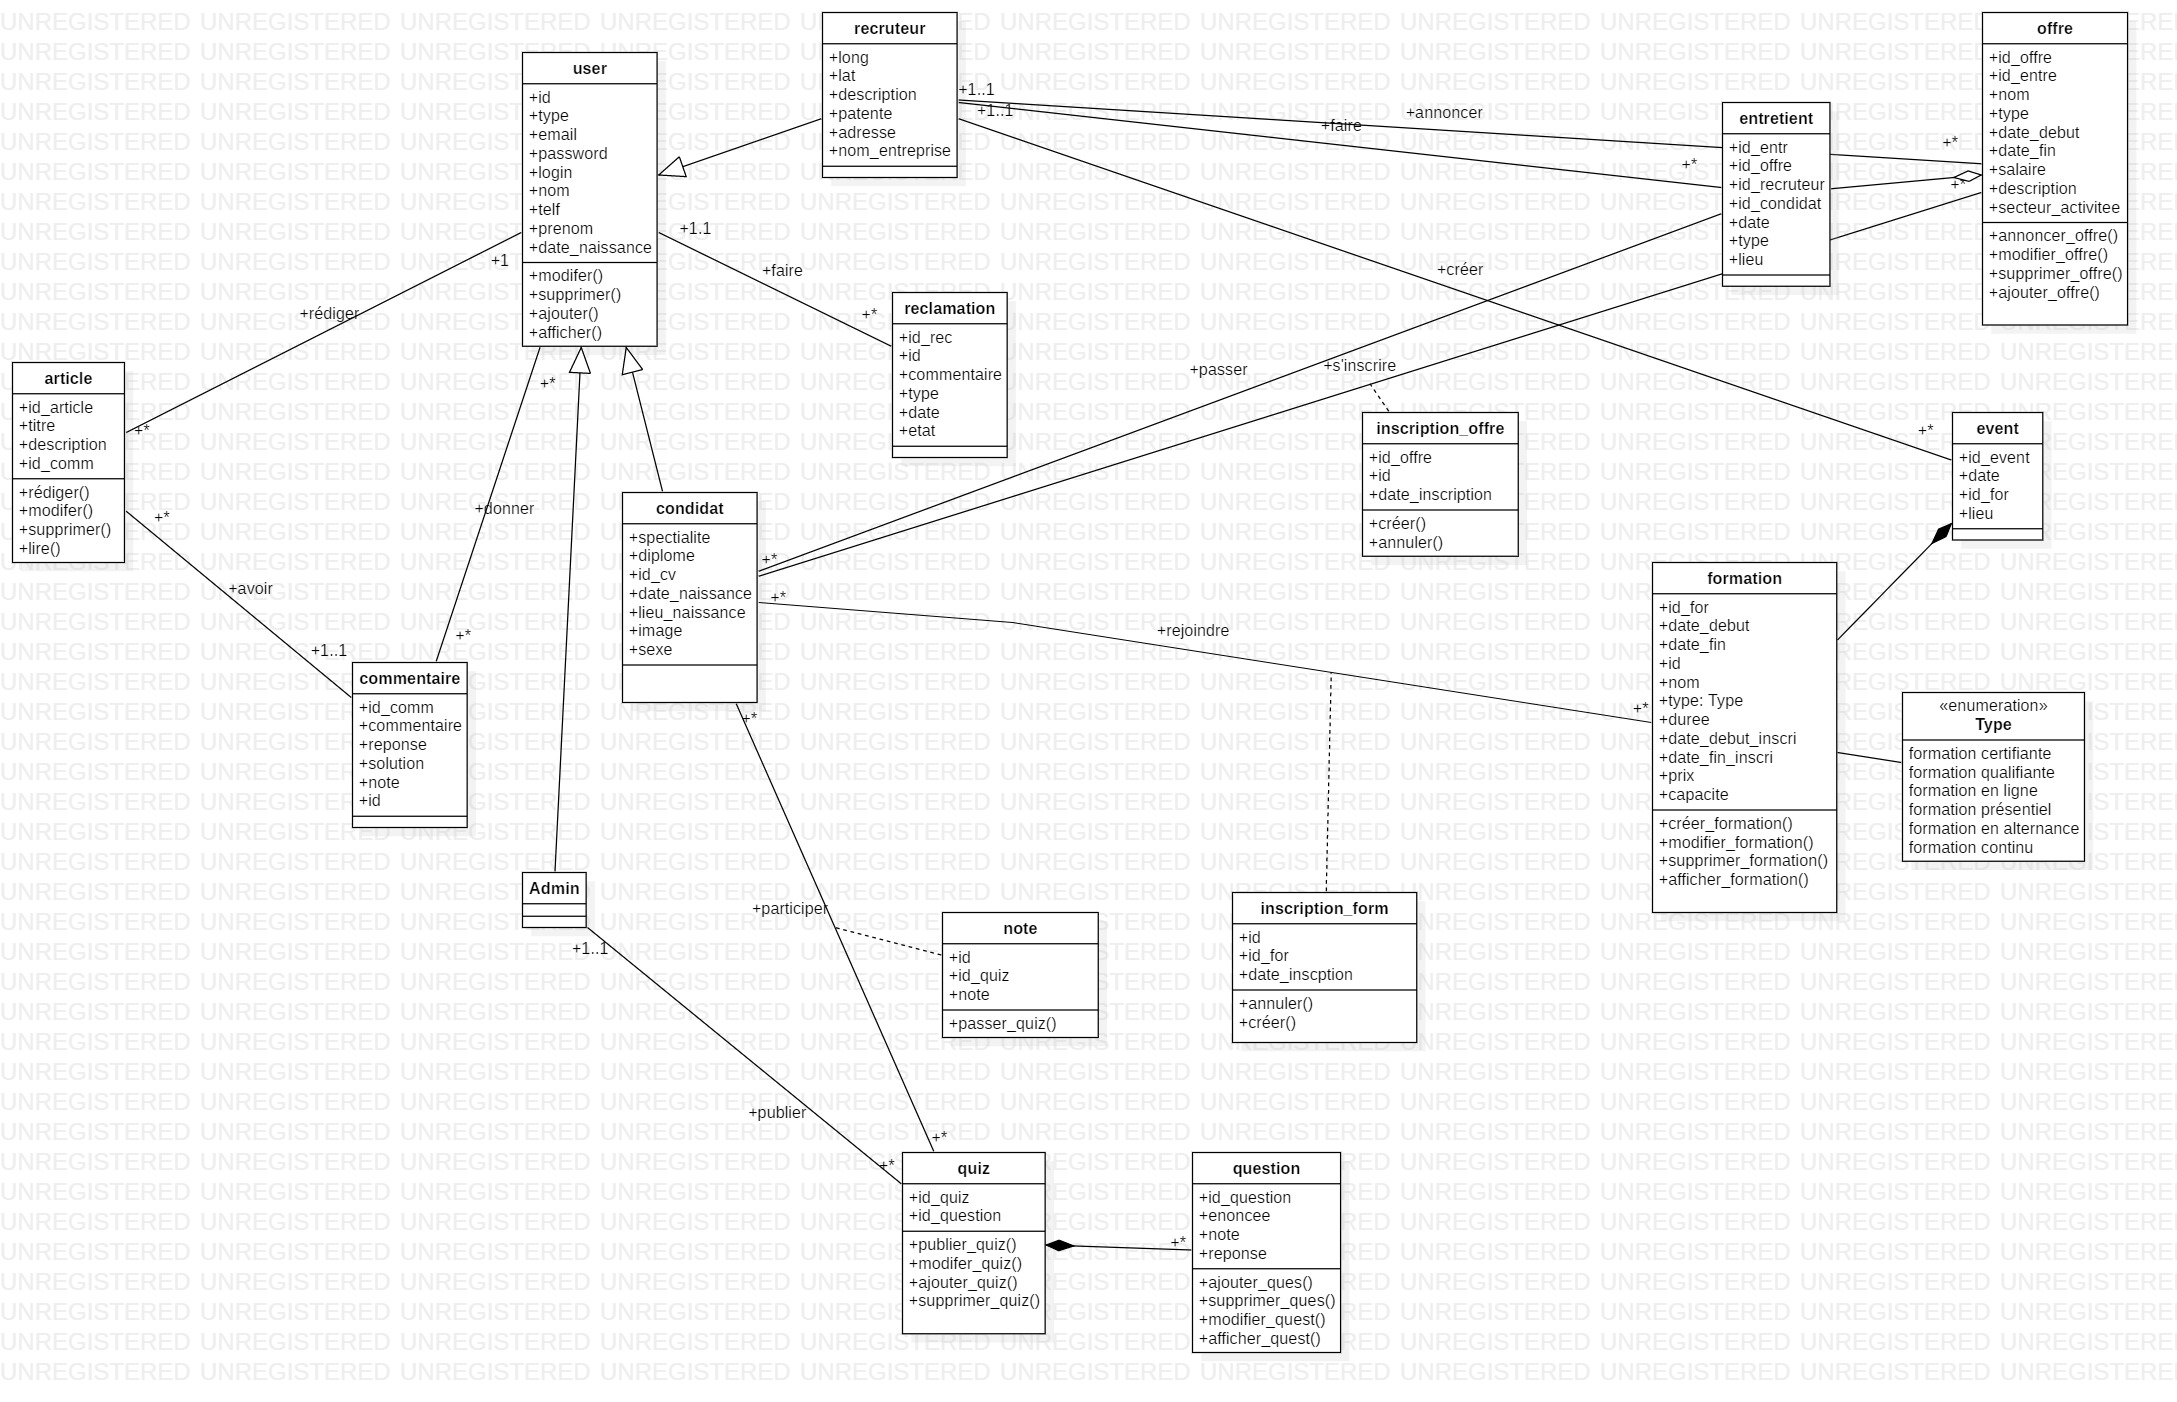 recruteur
+long
+lat
+description
+patente
+adresse
+nom_entreprise
offre
+id_offre
+id_entre
+nom
+type
+date_debut
+date_fin
+salaire
+description
+secteur_activitee
+annoncer_offre()
+modifier_offre()
+supprimer_offre()
+ajouter_offre()
user
+id
+type
+email
+password
+login
+nom
+telf
+prenom
+date_naissance
+modifer()
+supprimer()
+ajouter()
+afficher()
+1..1
+1..1
+annoncer
+faire
+*
+*
+*
entretient
+id_entr
+id_offre
+id_recruteur
+id_condidat
+date
+type
+lieu
+1.1
+faire
+*
+1
+rédiger
+*
+créer
+*
reclamation
+id_rec
+id
+commentaire
+type
+date
+etat
article
+id_article
+titre
+description
+id_comm
+rédiger()
+modifer()
+supprimer()
+lire()
+*
+donner
+*
+passer
+s'inscrire
inscription_offre
+id_offre
+id
+date_inscription
+créer()
+annuler()
event
+id_event
+date
+id_for
+lieu
condidat
+spectialite
+diplome
+id_cv
+date_naissance
+lieu_naissance
+image
+sexe
+*
+*
+rejoindre
+*
+*
+avoir
+1..1
formation
+id_for
+date_debut
+date_fin
+id
+nom
+type: Type
+duree
+date_debut_inscri
+date_fin_inscri
+prix
+capacite
+créer_formation()
+modifier_formation()
+supprimer_formation()
+afficher_formation()
commentaire
+id_comm
+commentaire
+reponse
+solution
+note
+id
«enumeration»
Type
formation certifiante
formation qualifiante
formation en ligne
formation présentiel
formation en alternance
formation continu
+*
+participer
+*
Admin
+1..1
+publier
+*
note
+id
+id_quiz
+note
+passer_quiz()
inscription_form
+id
+id_for
+date_inscption
+annuler()
+créer()
quiz
+id_quiz
+id_question
+publier_quiz()
+modifer_quiz()
+ajouter_quiz()
+supprimer_quiz()
+*
question
+id_question
+enoncee
+note
+reponse
+ajouter_ques()
+supprimer_ques()
+modifier_quest()
+afficher_quest()
UNREGISTERED